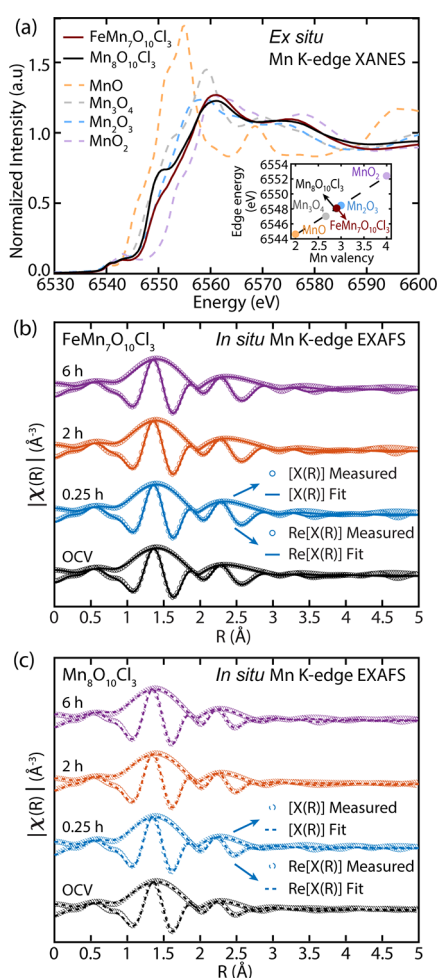 (a)
FeMn7O10Cl3
Mn8O10Cl3
MnO
Mn3O4
Mn2O3
MnO2
Ex situ
Mn K-edge XANES
Normalized Intensity (a.u)
1.5
1.0
0.5
0.0
6530 6540 6550 6560 6570 6580 6590 6600
Energy (eV)
Edge energy
(eV)
6554
6552
6550
6548
6546
6544
MnO2
Mn8O10Cl3
Mn3O4
Mn2O3
MnO
FeMn7O10Cl3
2 3 4
Mn valency
(b)
FeMn7O10Cl3
In situ Mn K-edge EXAFS
6 h
2 h
0.25 h
OCV
[X(R)] Measured
[X(R)] Fit
Re[X(R)] Measured
Re[X(R)] Fit
|χ(R)| (Å-3)
0 0.5 1 1.5 2 2.5 3 3.5 4 4.5 5
R (Å)
(c)
Mn8O10Cl3
In situ Mn K-edge EXAFS
6 h
2 h
0.25 h
OCV
[X(R)] Measured
[X(R)] Fit
Re[X(R)] Measured
Re[X(R)] Fit
|χ(R)| (Å-3)
0 0.5 1 1.5 2 2.5 3 3.5 4 4.5 5
R (Å)